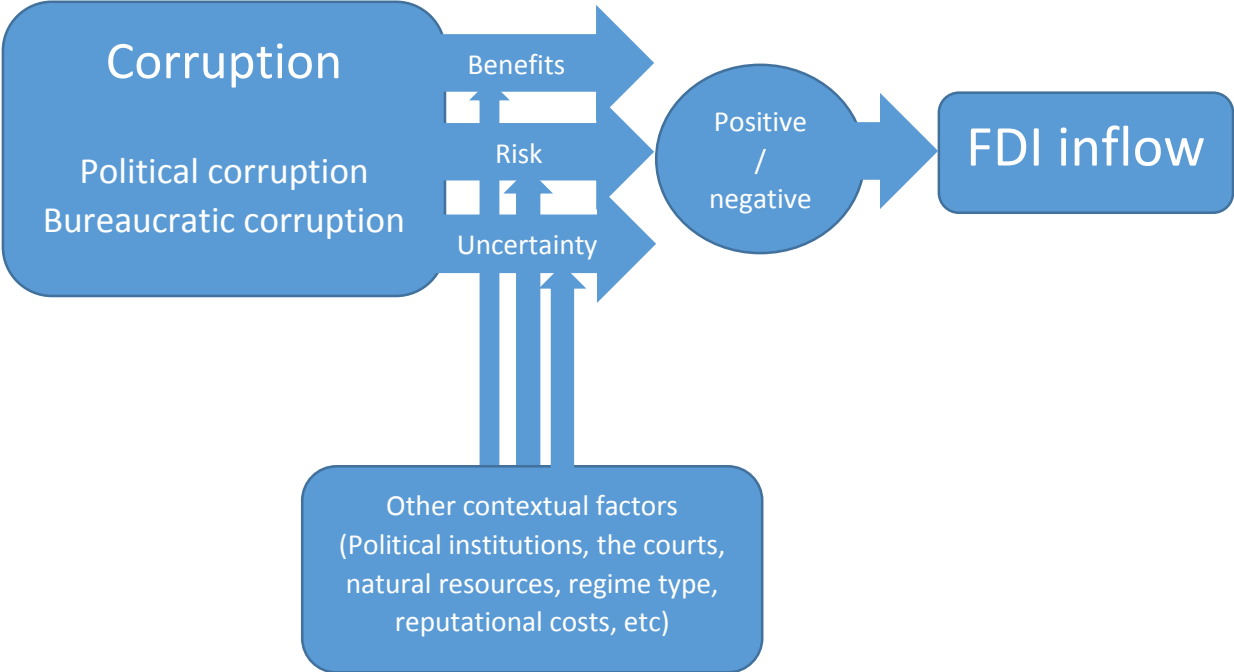 Corruption
Political corruption
Bureaucratic corruption
Benefits
Risk
Uncertainty
Positive
/
negative
FDI inflow
Other contextual factors
(Political institutions, the courts,
natural resources, regime type,
reputational costs, etc)